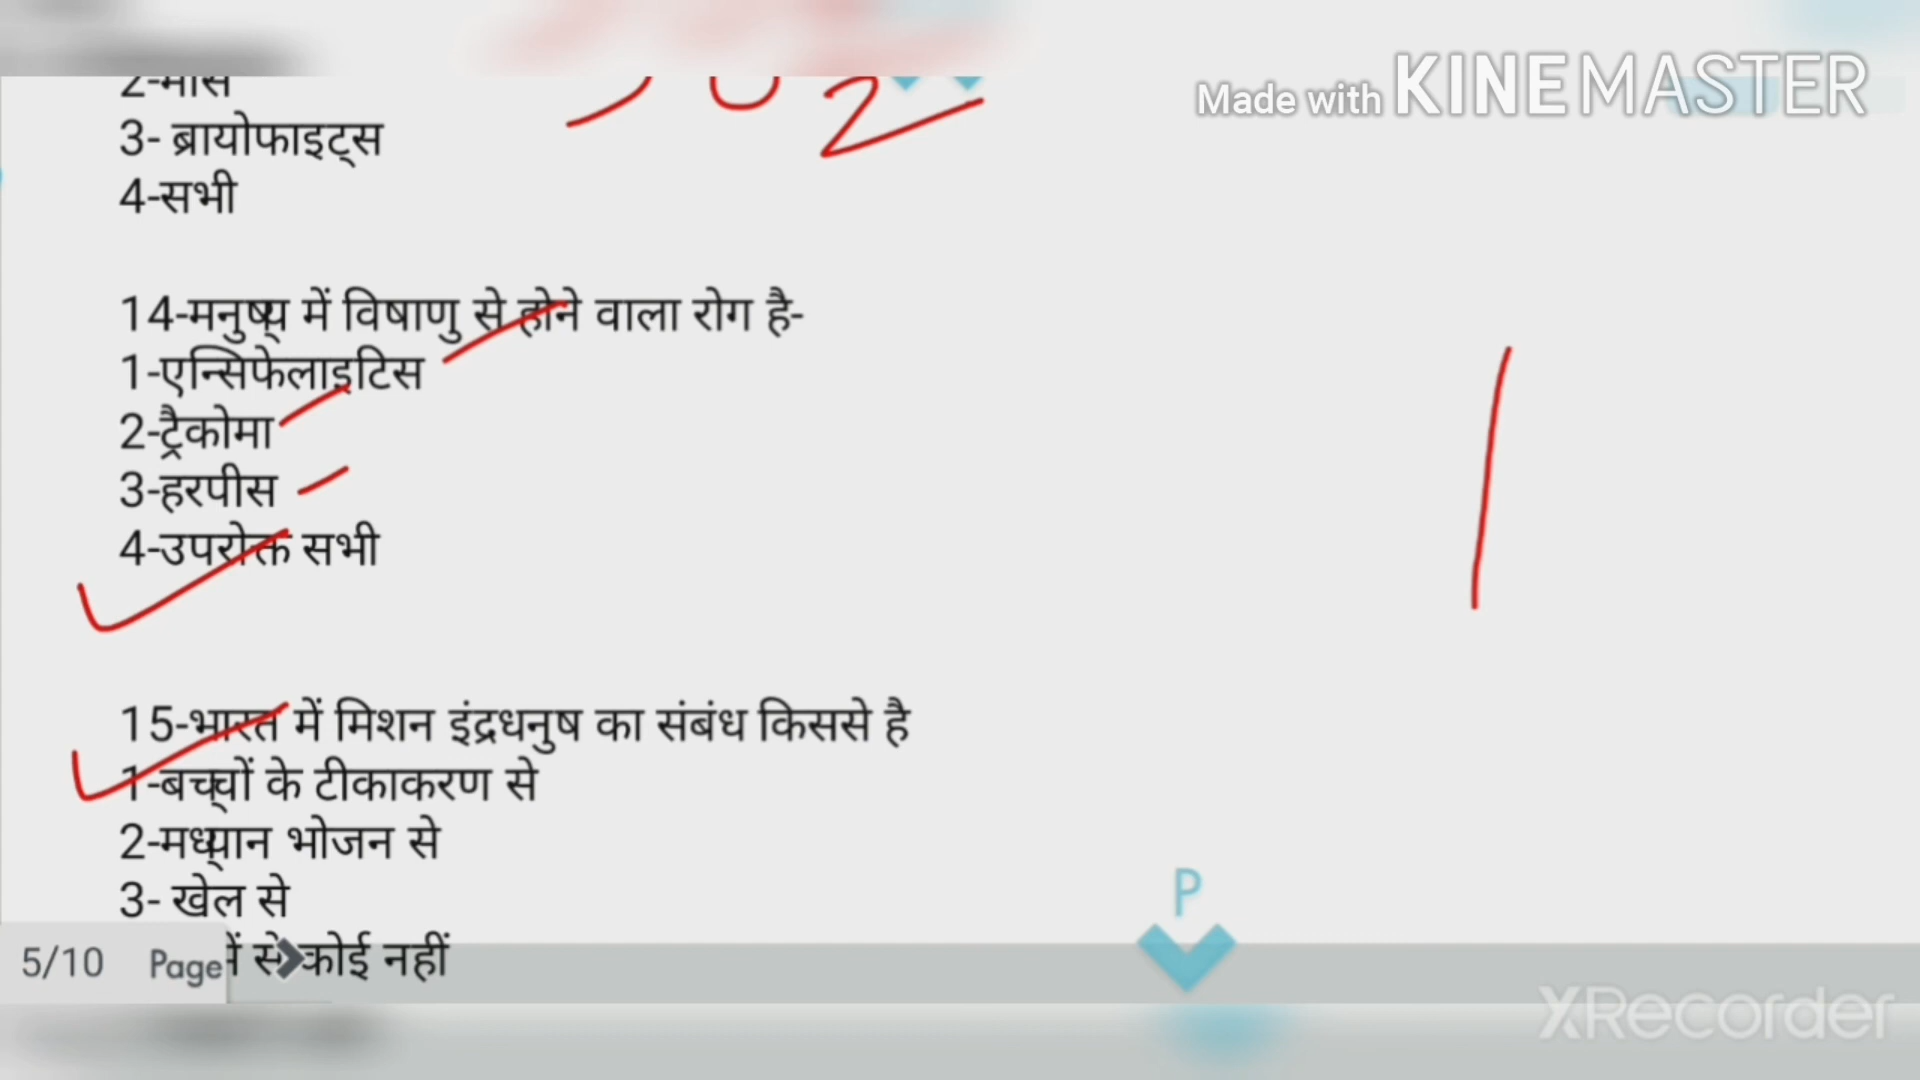 2-मास
Made with KINEMASTER
3- ब्रायोफाइट्स
4-सभी
14-मनुष्य में विषाणु से होने वाला रोग है-
1-एन्सिफेलाइटिस
2-ट्रैकोमा
3-हरपीस
4-उपरोक्त सभी
15-भारत में मिशन इंद्रधनुष का संबंध किससे है
1-बच्चों के टीकाकरण से
2-मध्यान भोजन से
3- खेल से
से कोई नहीं
P
5/10 Page
XRecorder